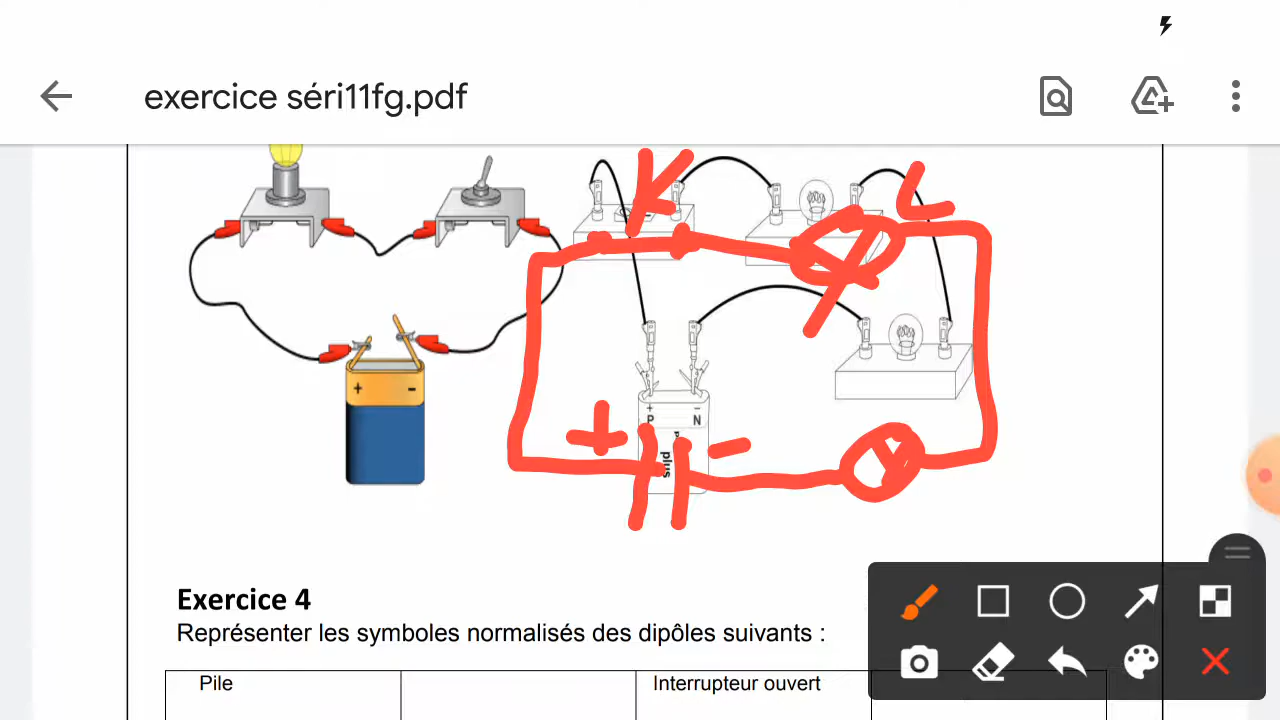 exercice séri11fg.pdf
K
L
+ -
+ -
P N
plus
+ -
Exercice 4
Représenter les symboles normalisés des dipôles suivants :
Pile
Interrupteur ouvert